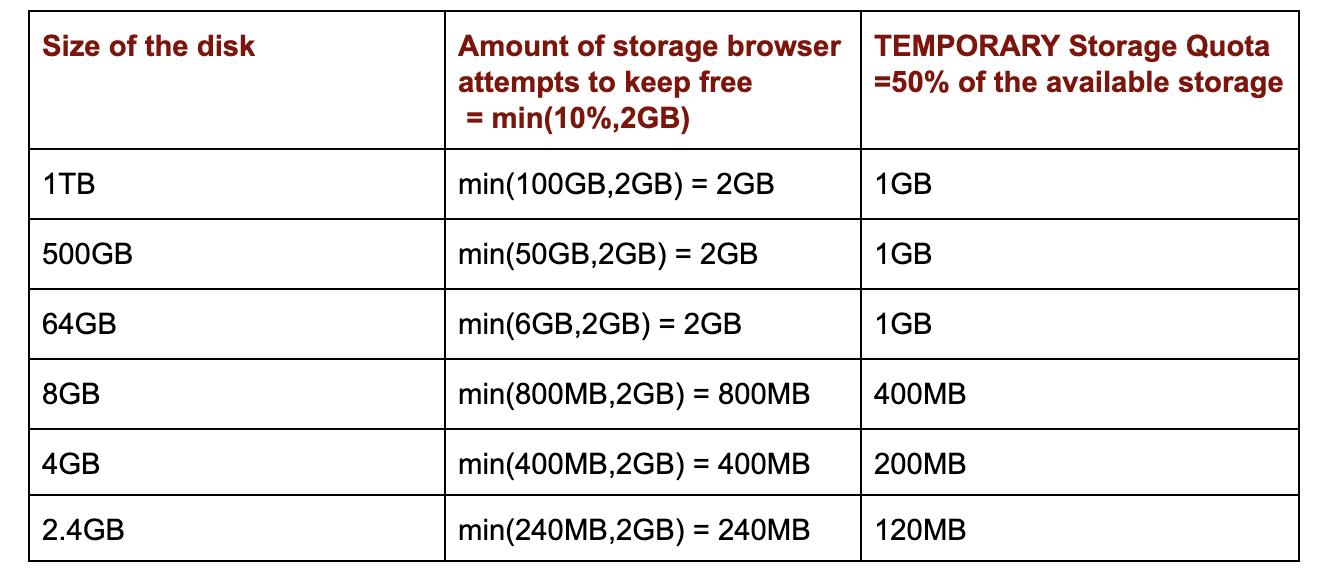 Size of the disk
Amount of storage browser
attempts to keep free
= min(10%,2GB)
TEMPORARY Storage Quota
=50% of the available storage
1TB
min(100GB,2GB) = 2GB
1GB
500GB
min(50GB,2GB) = 2GB
1GB
64GB
min(6GB,2GB) = 2GB
1GB
8GB
min(800MB,2GB) = 800MB
400MB
4GB
min(400MB,2GB) = 400MB
200MB
2.4GB
min(240MB,2GB) = 240MB
120MB